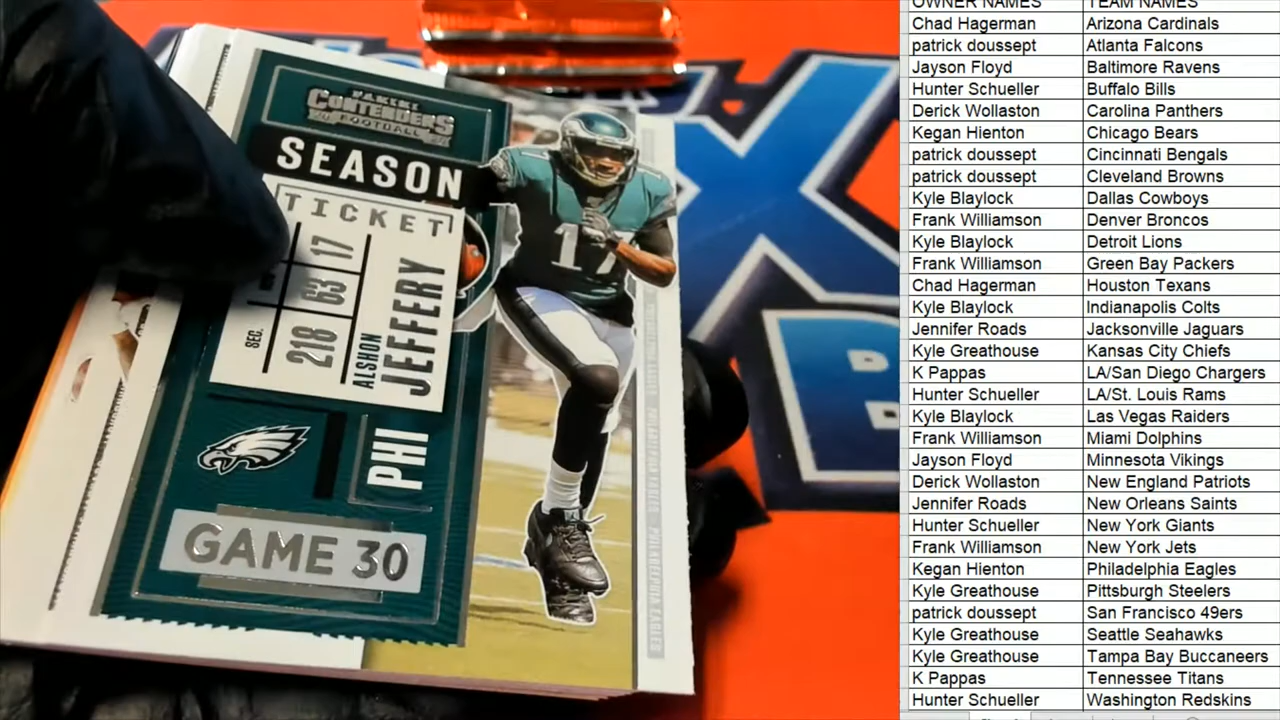 PANINI
CONTENDERS
FOOTBALL
SEASON
TICKET
17
63
SEC.
218
ALSHON
JEFFERY
17
PHI
GAME 30
PHILADELPHIA EAGLES
OWNER NAMES TEAM NAMES
Chad Hagerman Arizona Cardinals
patrick doussept Atlanta Falcons
Jayson Floyd Baltimore Ravens
Hunter Schueller Buffalo Bills
Derick Wollaston Carolina Panthers
Kegan Hienton Chicago Bears
patrick doussept Cincinnati Bengals
patrick doussept Cleveland Browns
Kyle Blaylock Dallas Cowboys
Frank Williamson Denver Broncos
Kyle Blaylock Detroit Lions
Frank Williamson Green Bay Packers
Chad Hagerman Houston Texans
Kyle Blaylock Indianapolis Colts
Jennifer Roads Jacksonville Jaguars
Kyle Greathouse Kansas City Chiefs
K Pappas LA/San Diego Chargers
Hunter Schueller LA/St. Louis Rams
Kyle Blaylock Las Vegas Raiders
Frank Williamson Miami Dolphins
Jayson Floyd Minnesota Vikings
Derick Wollaston New England Patriots
Jennifer Roads New Orleans Saints
Hunter Schueller New York Giants
Frank Williamson New York Jets
Kegan Hienton Philadelphia Eagles
Kyle Greathouse Pittsburgh Steelers
patrick doussept San Francisco 49ers
Kyle Greathouse Seattle Seahawks
Kyle Greathouse Tampa Bay Buccaneers
K Pappas Tennessee Titans
Hunter Schueller Washington Redskins